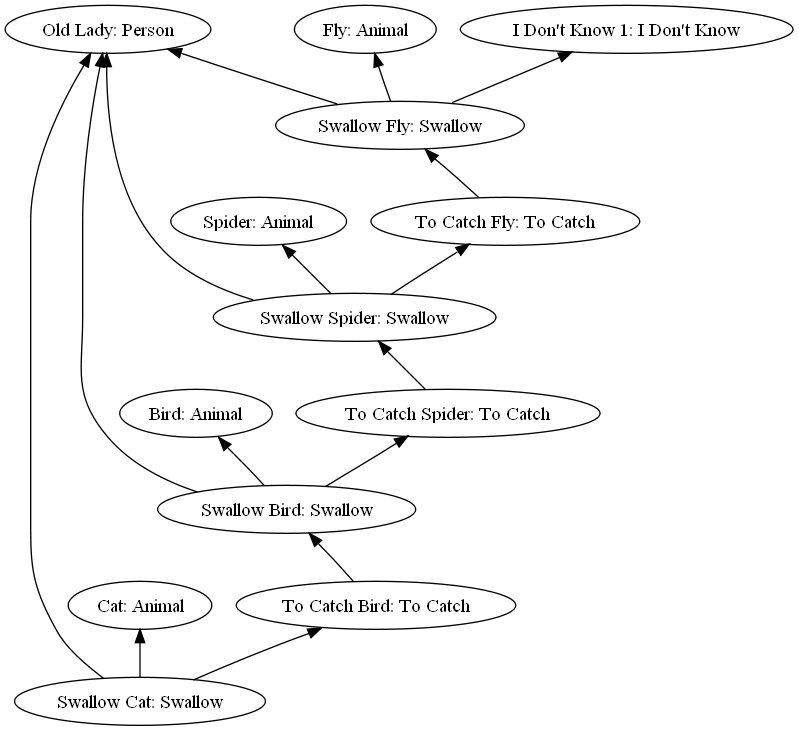 Old Lady: Person
Fly: Animal
I Don't Know 1: I Don't Know
Swallow Fly: Swallow
Spider: Animal
To Catch Fly: To Catch
Swallow Spider: Swallow
Bird: Animal
To Catch Spider: To Catch
Swallow Bird: Swallow
Cat: Animal
To Catch Bird: To Catch
Swallow Cat: Swallow